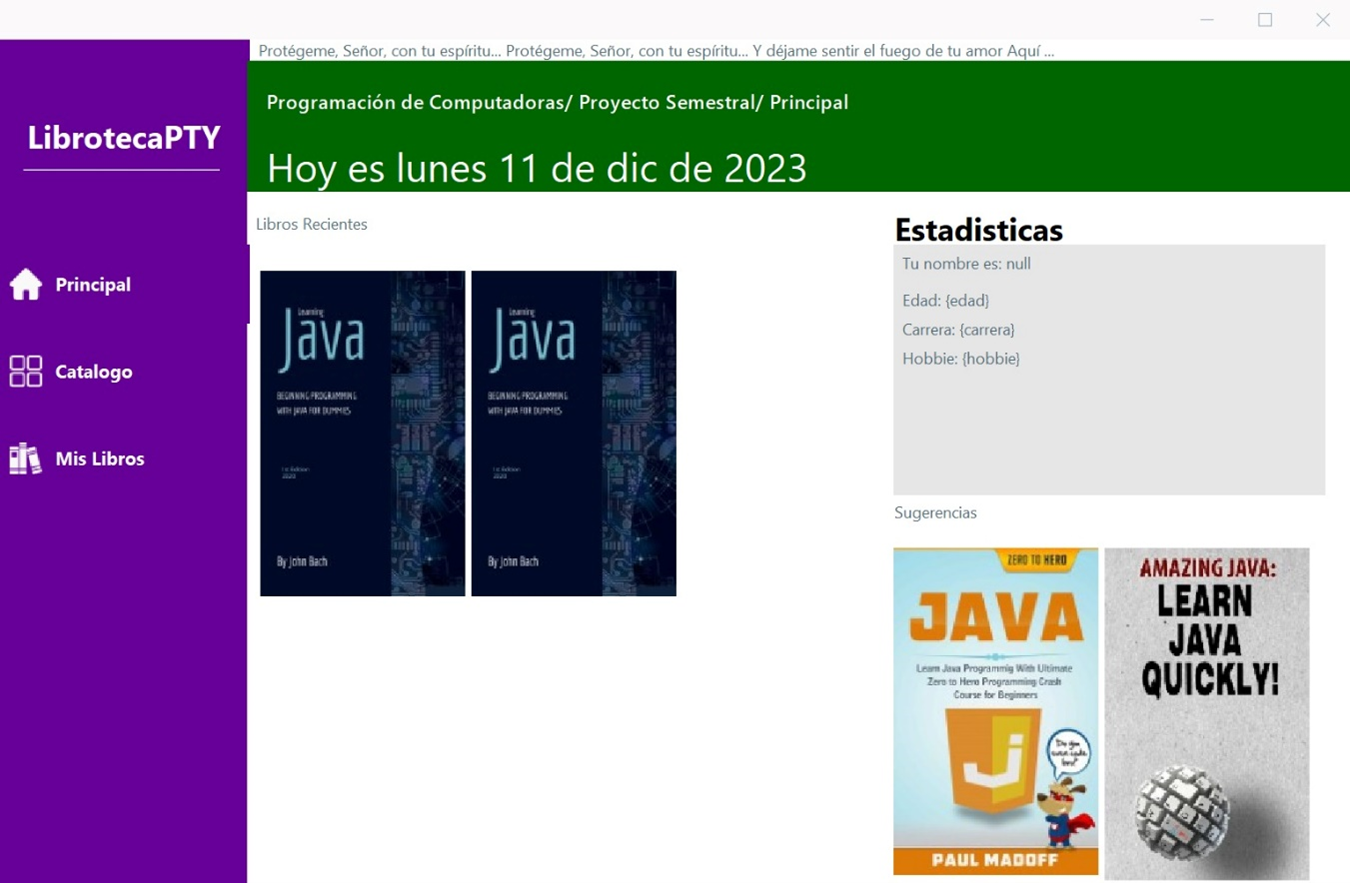 Protégeme, Señor, con tu espíritu... Protégeme, Señor, con tu espíritu... Y déjame sentir el fuego de tu amor Aquí ...
LibrotecaPTY
Principal
Catalogo
Mis Libros
Programación de Computadoras/ Proyecto Semestral/ Principal
Hoy es lunes 11 de dic de 2023
Libros Recientes
Learning
Java
BEGINNING PROGRAMMING
WITH JAVA FOR DUMMIES
1st Edition
2020
By John Bach
Learning
Java
BEGINNING PROGRAMMING
WITH JAVA FOR DUMMIES
1st Edition
2020
By John Bach
Estadisticas
Tu nombre es: null
Edad: {edad}
Carrera: {carrera}
Hobbie: {hobbie}
Sugerencias
ZERO TO HERO
JAVA
Learn Java Programmig With Ultimate
Zero to Hero Programming Crash
Course for Beginners
J
Do you
even code
bro?
PAUL MADOFF
AMAZING JAVA:
LEARN
JAVA
QUICKLY!